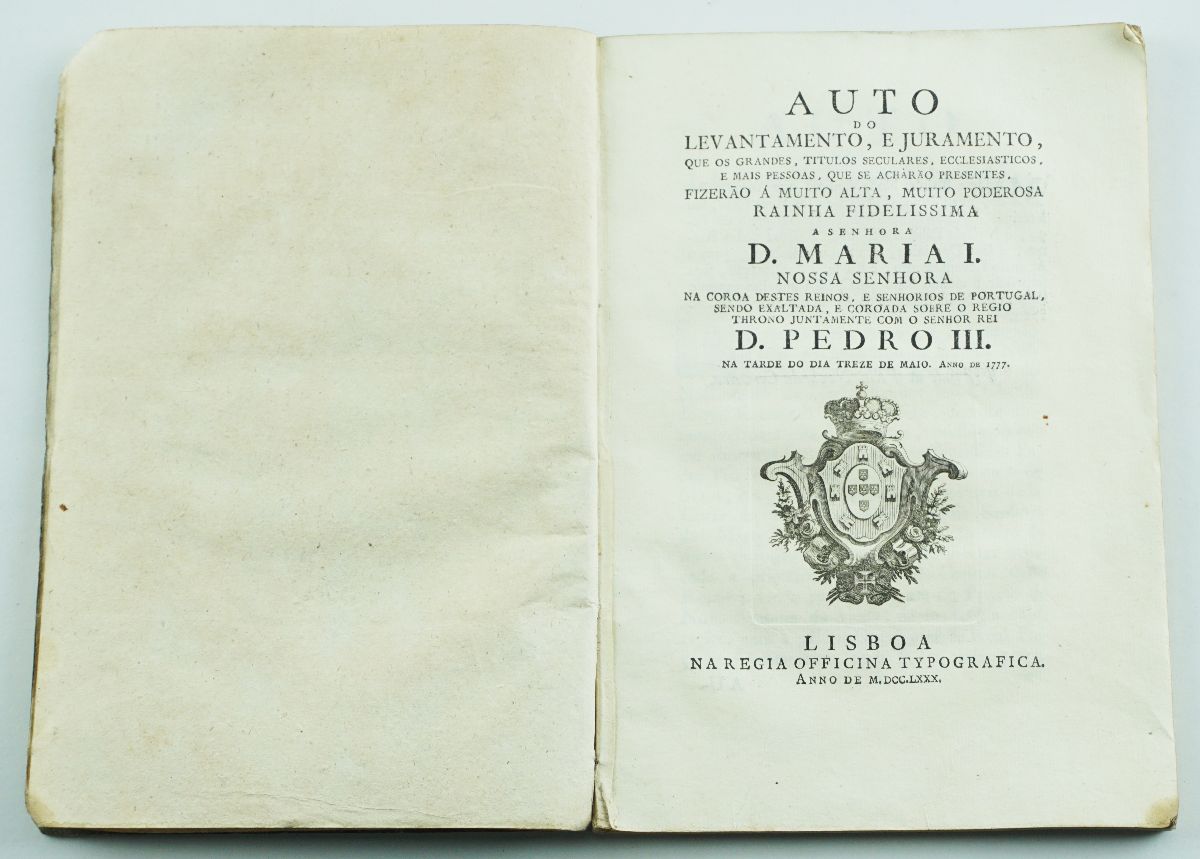 AUTO
DO
LEVANTAMENTO, E JURAMENTO,
QUE OS GRANDES, TITULOS SECULARES, ECCLESIASTICOS,
E MAIS PESSOAS, QUE SE ACHÁRÃO PRESENTES,
FIZERÃO Á MUITO ALTA, MUITO PODEROSA
RAINHA FIDELISSIMA
A SENHORA
D. MARIA I.
NOSSA SENHORA
NA COROA DESTES REINOS, E SENHORIOS DE PORTUGAL,
SENDO EXALTADA, E COROADA SOBRE O REGIO
THRONO JUNTAMENTE COM O SENHOR REI
D. PEDRO III.
NA TARDE DO DIA TREZE DE MAIO. ANNO DE 1777.
LISBOA
NA REGIA OFFICINA TYPOGRAFICA.
ANNO DE M.DCC.LXXX.